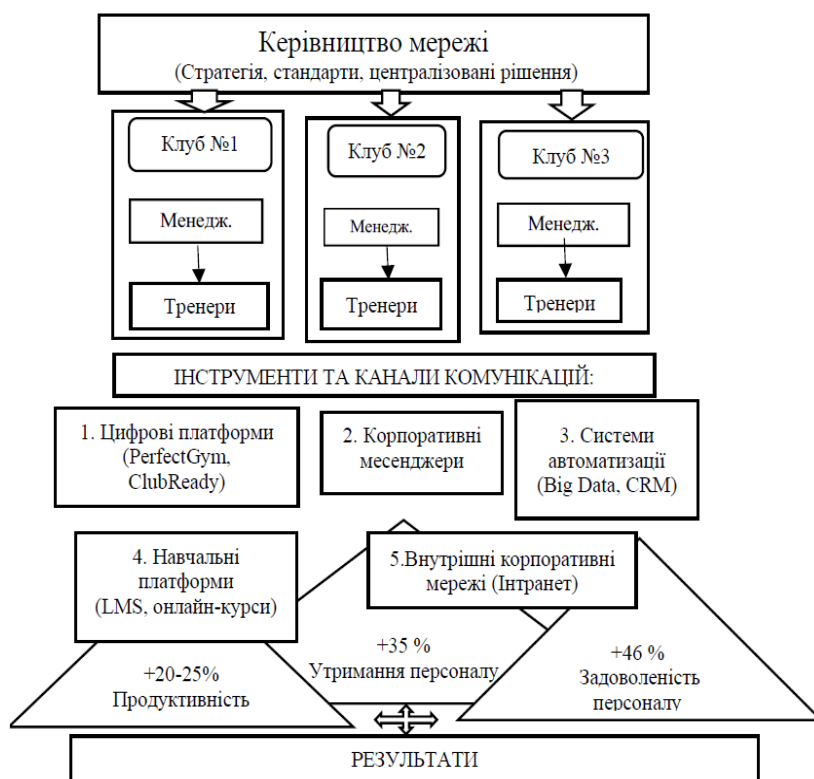 Керівництво мережі
(Стратегія, стандарти, централізовані рішення)
Клуб №1
Менедж.
Тренери
Клуб №2
Менедж.
Тренери
Клуб №3
Менедж.
Тренери
ІНСТРУМЕНТИ ТА КАНАЛИ КОМУНІКАЦІЙ:
1. Цифрові платформи
(PerfectGym,
ClubReady)
2. Корпоративні
месенджери
3. Системи
автоматизації
(Big Data, CRM)
4. Навчальні
платформи
(LMS, онлайн-курси)
5.Внутрішні корпоративні
мережі (Інтранет)
+20-25%
Продуктивність
+35 %
Утримання персоналу
+46 %
Задоволеність
персоналу
РЕЗУЛЬТАТИ